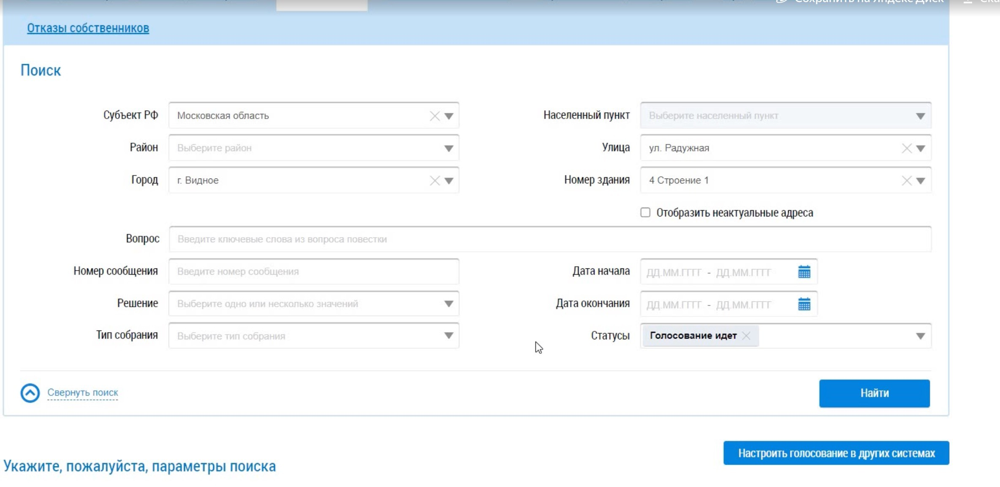 Сохранить на Яндекс Диск
Отказы собственников
Поиск
Субъект РФ Московская область Населенный пункт Выберите населенный пункт
Район Выберите район Улица ул. Радужная
Город г. Видное Номер здания 4 Строение 1
Отобразить неактуальные адреса
Вопрос Введите ключевые слова из вопроса повестки
Номер сообщения Введите номер сообщения Дата начала ДД.ММ.ГГГГ - ДД.ММ.ГГГГ
Решение Выберите одно или несколько значений Дата окончания ДД.ММ.ГГГГ - ДД.ММ.ГГГГ
Тип собрания Выберите тип собрания Статусы Голосование идет
Свернуть поиск Найти
Настроить голосование в других системах
Укажите, пожалуйста, параметры поиска